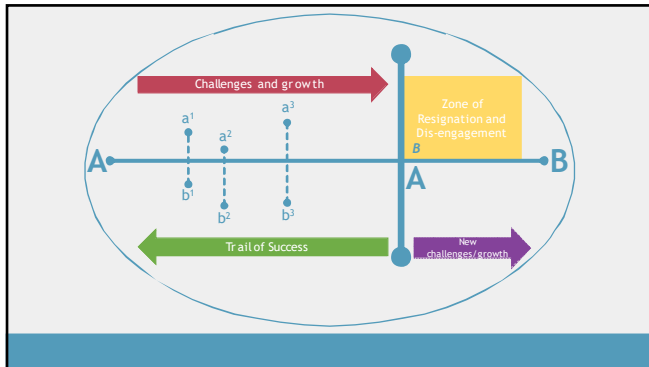 Challenges and growth
a¹
a²
a³
Zone of
Resignation and
Dis-engagement
B
A
B
A
b¹
b²
b³
Trail of Success
New
challenges/growth